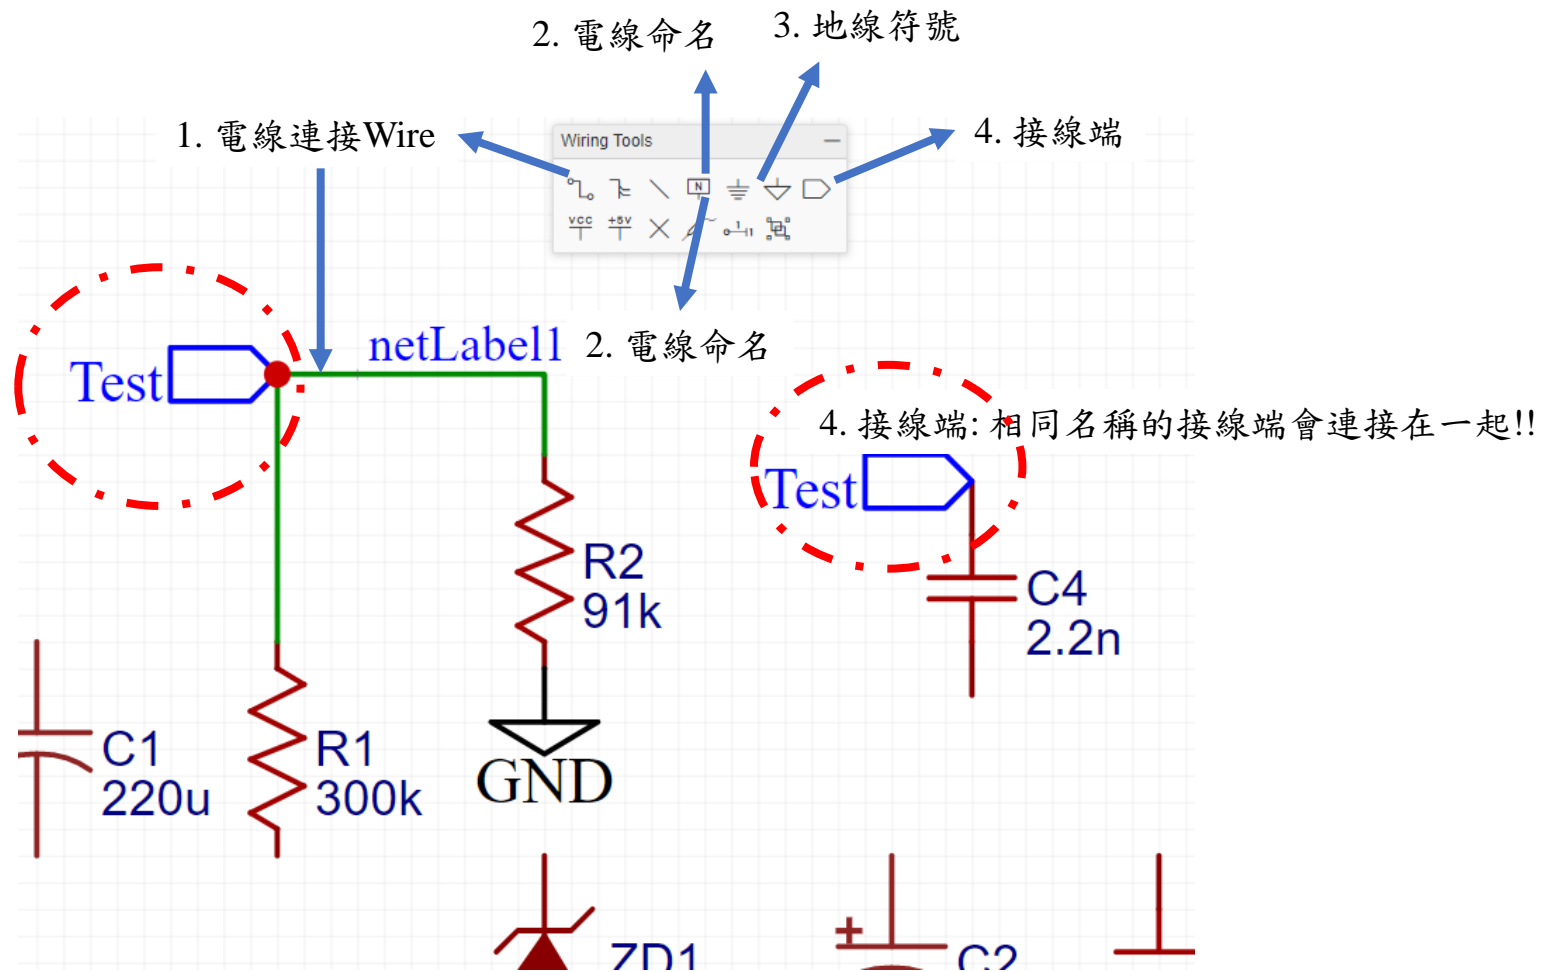 2. 電線命名
3. 地線符號
1. 電線連接Wire
Wiring Tools
4. 接線端
N
VCC
+5V
1
1
netLabel1
2. 電線命名
Test
4. 接線端: 相同名稱的接線端會連接在一起!!
Test
R2
91k
C4
2.2n
C1
220u
R1
300k
GND
ZD1
+
C2